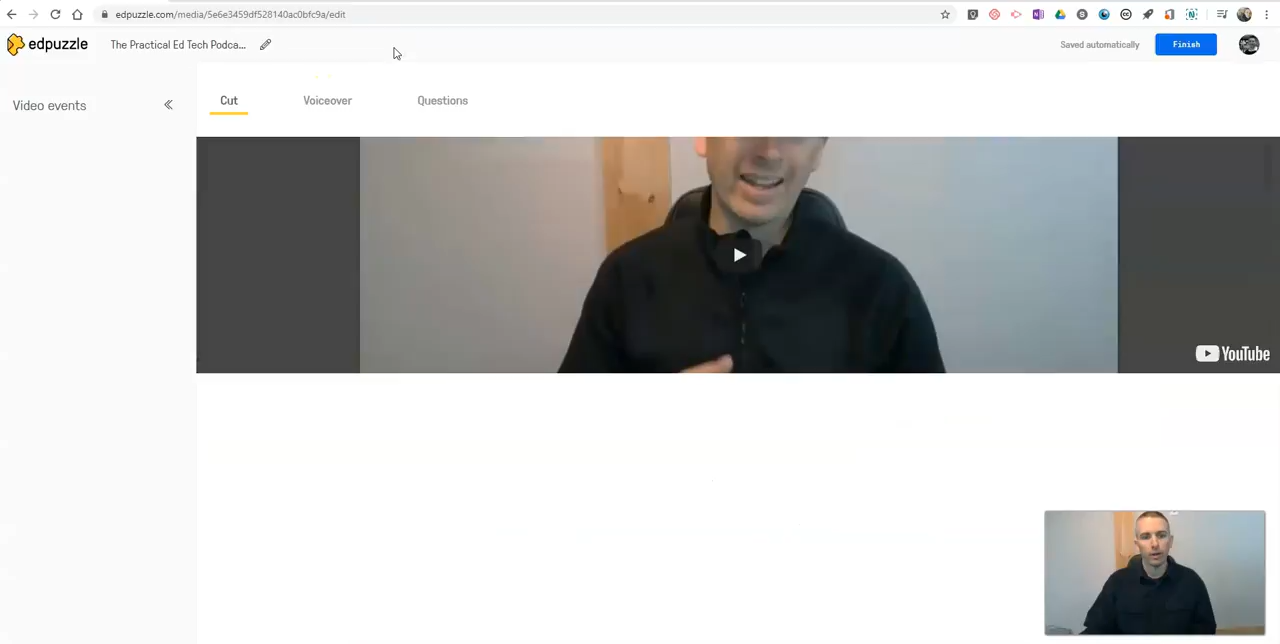 edpuzzle.com/media/5e6e3459df528140ac0bfc9a/edit
edpuzzle
The Practical Ed Tech Podca...
Saved automatically
Finish
Video events
Cut
Voiceover
Questions
YouTube